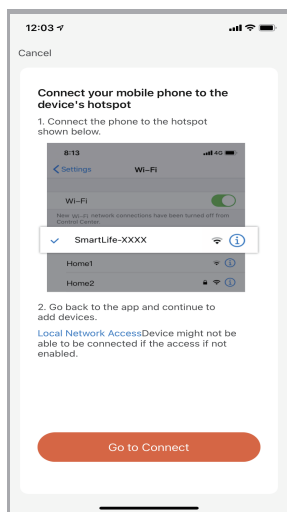 12:03
Cancel
Connect your mobile phone to the
device's hotspot
1. Connect the phone to the hotspot
shown below.
8:13
4G
Settings
Wi-Fi
Wi-Fi
New Wi-Fi network connections have been turned off from
Control Center.
SmartLife-XXXX
Home1
Home2
2. Go back to the app and continue to
add devices.
Local Network AccessDevice might not be
able to be connected if the access if not
enabled.
Go to Connect